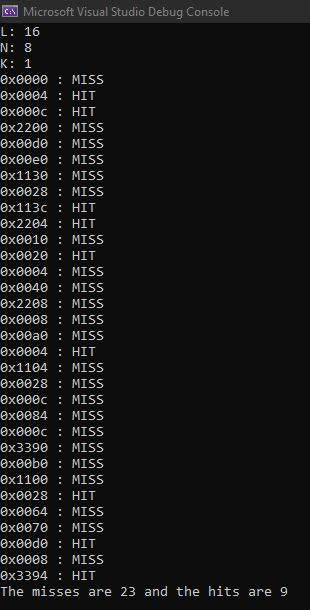 Microsoft Visual Studio Debug Console
L: 16
N: 8
K: 1
0x0000 : MISS
0x0004 : HIT
0x000c : HIT
0x2200 : MISS
0x00d0 : MISS
0x00e0 : MISS
0x1130 : MISS
0x0028 : MISS
0x113c : HIT
0x2204 : HIT
0x0010 : MISS
0x0020 : HIT
0x0004 : MISS
0x0040 : MISS
0x2208 : MISS
0x0008 : MISS
0x00a0 : MISS
0x0004 : HIT
0x1104 : MISS
0x0028 : MISS
0x000c : MISS
0x0084 : MISS
0x000c : MISS
0x3390 : MISS
0x00b0 : MISS
0x1100 : MISS
0x0028 : HIT
0x0064 : MISS
0x0070 : MISS
0x00d0 : HIT
0x0008 : MISS
0x3394 : HIT
The misses are 23 and the hits are 9